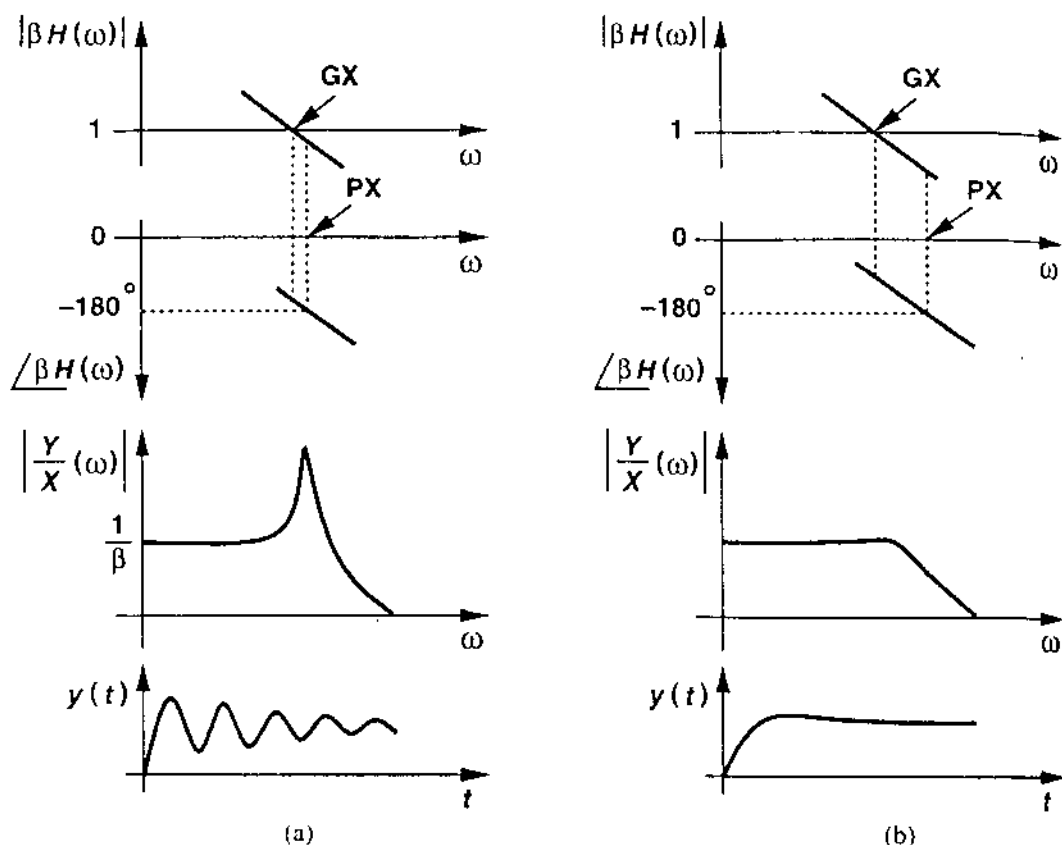 |βH(ω)|
GX
1
ω
PX
0
ω
−180°
∠βH(ω)
|Y/X (ω)|
1/β
ω
y(t)
t
(a)
|βH(ω)|
GX
1
ω
PX
0
ω
−180°
∠βH(ω)
|Y/X (ω)|
ω
y(t)
t
(b)